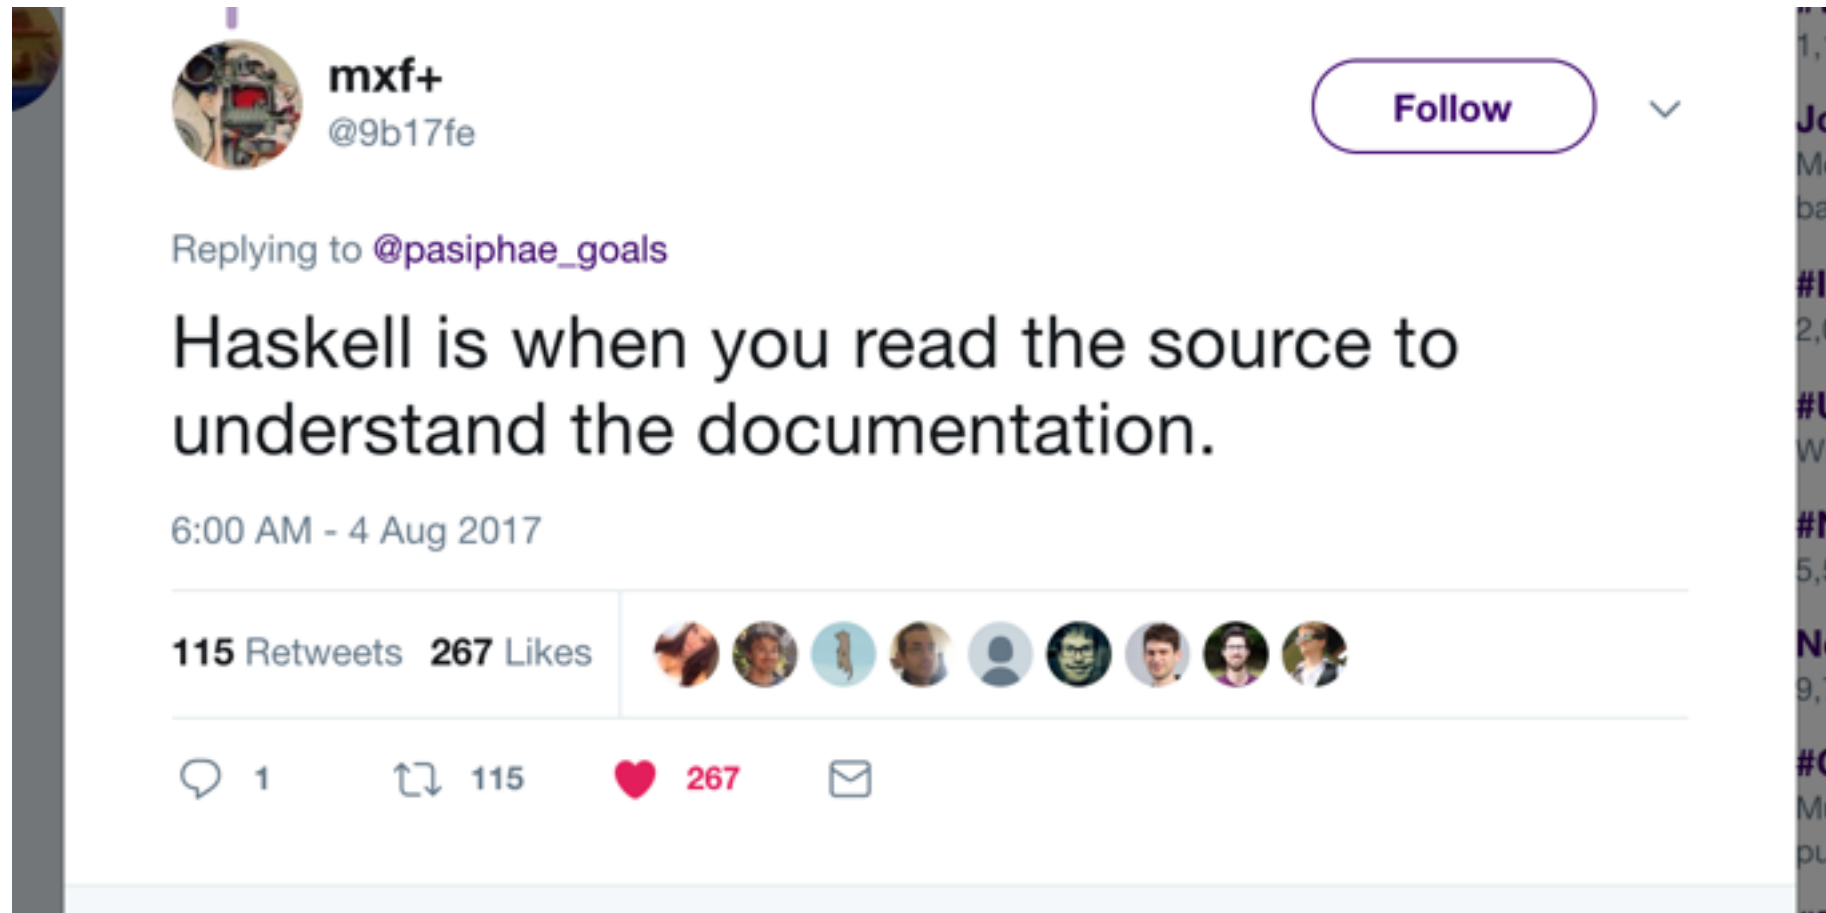 mxf+
@9b17fe
Follow
Replying to @pasiphae_goals
Haskell is when you read the source to
understand the documentation.
6:00 AM - 4 Aug 2017
115 Retweets 267 Likes
1 115 267